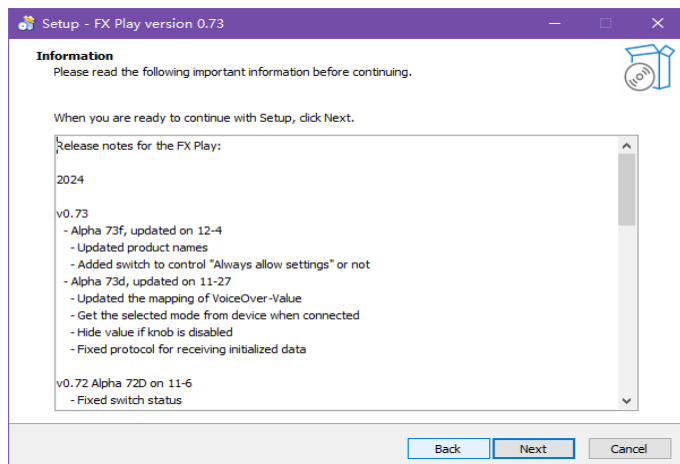 Setup - FX Play version 0.73
Information
Please read the following important information before continuing.
When you are ready to continue with Setup, click Next.
Release notes for the FX Play:
2024
v0.73
- Alpha 73f, updated on 12-4
- Updated product names
- Added switch to control "Always allow settings" or not
- Alpha 73d, updated on 11-27
- Updated the mapping of VoiceOver-Value
- Get the selected mode from device when connected
- Hide value if knob is disabled
- Fixed protocol for receiving initialized data
v0.72 Alpha 72D on 11-6
- Fixed switch status
Back Next Cancel